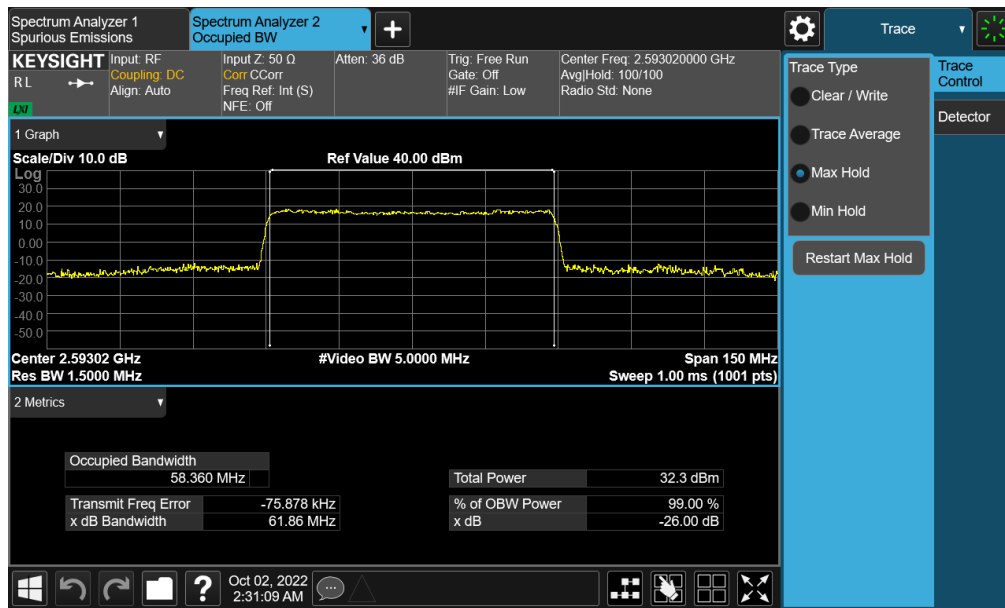 Spectrum Analyzer 1
Spurious Emissions
Spectrum Analyzer 2
Occupied BW
Trace
KEYSIGHT
R L
LXI
Input: RF
Coupling: DC
Align: Auto
Input Z: 50 Ω
Corr CCorr
Freq Ref: Int (S)
NFE: Off
Atten: 36 dB
Trig: Free Run
Gate: Off
#IF Gain: Low
Center Freq: 2.593020000 GHz
Avg|Hold: 100/100
Radio Std: None
Trace Type
Clear / Write
Trace Average
Max Hold
Min Hold
Restart Max Hold
Trace
Control
Detector
1 Graph
Scale/Div 10.0 dB
Ref Value 40.00 dBm
Log
30.0
20.0
10.0
0.00
-10.0
-20.0
-30.0
-40.0
-50.0
Center 2.59302 GHz
#Video BW 5.0000 MHz
Span 150 MHz
Res BW 1.5000 MHz
Sweep 1.00 ms (1001 pts)
2 Metrics
Occupied Bandwidth
58.360 MHz
Total Power 32.3 dBm
Transmit Freq Error -75.878 kHz
% of OBW Power 99.00 %
x dB Bandwidth 61.86 MHz
x dB -26.00 dB
?
Oct 02, 2022
2:31:09 AM